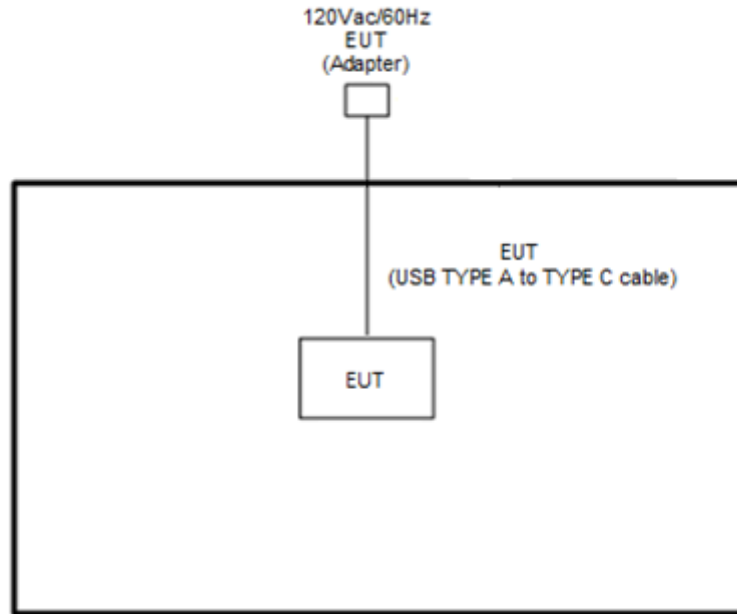 120Vac/60Hz
EUT
(Adapter)
EUT
(USB TYPE A to TYPE C cable)
EUT